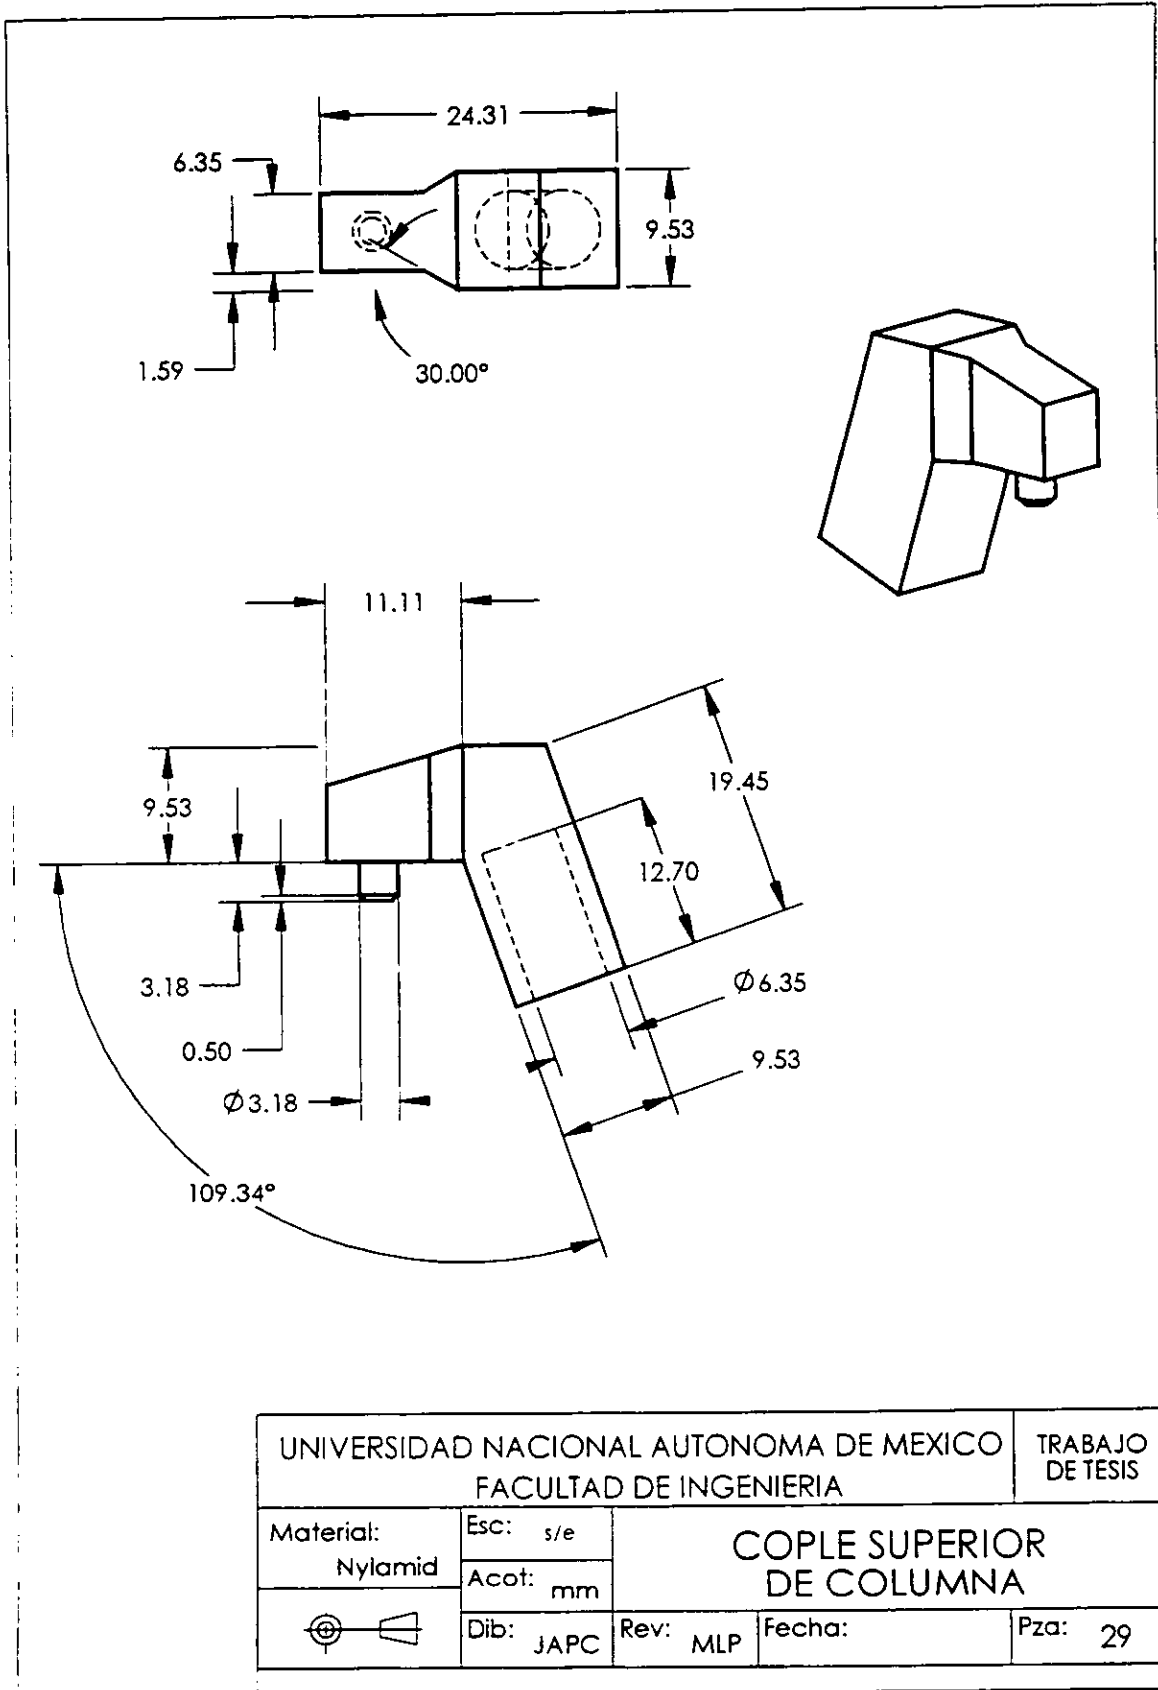 24.31
6.35
9.53
1.59
30.00°
11.11
9.53
19.45
12.70
3.18
0.50
Ø6.35
9.53
Ø3.18
109.34°
UNIVERSIDAD NACIONAL AUTONOMA DE MEXICO
FACULTAD DE INGENIERIA
TRABAJO
DE TESIS
Material:
Nylamid
Esc: s/e
Acot: mm
COPLE SUPERIOR
DE COLUMNA
Dib: JAPC
Rev: MLP
Fecha:
Pza: 29